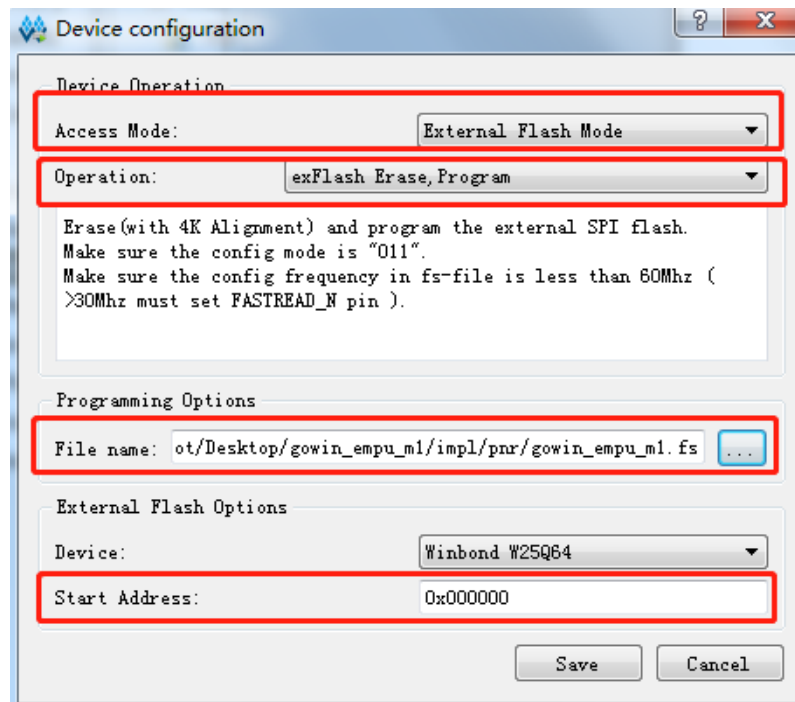 Device configuration
Device Operation
Access Mode:
External Flash Mode
Operation:
exFlash Erase,Program
Erase(with 4K Alignment) and program the external SPI flash.
Make sure the config mode is "011".
Make sure the config frequency in fs-file is less than 60Mhz (
>30Mhz must set FASTREAD_N pin ).
Programming Options
File name:
ot/Desktop/gowin_empu_m1/impl/pnr/gowin_empu_m1.fs
...
External Flash Options
Device:
Winbond W25Q64
Start Address:
0x000000
Save
Cancel